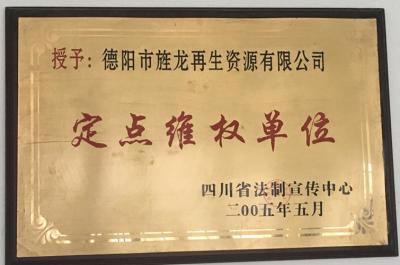 授予：德阳市旌龙再生资源有限公司
定点维权单位
四川省法制宣传中心
二00五年五月